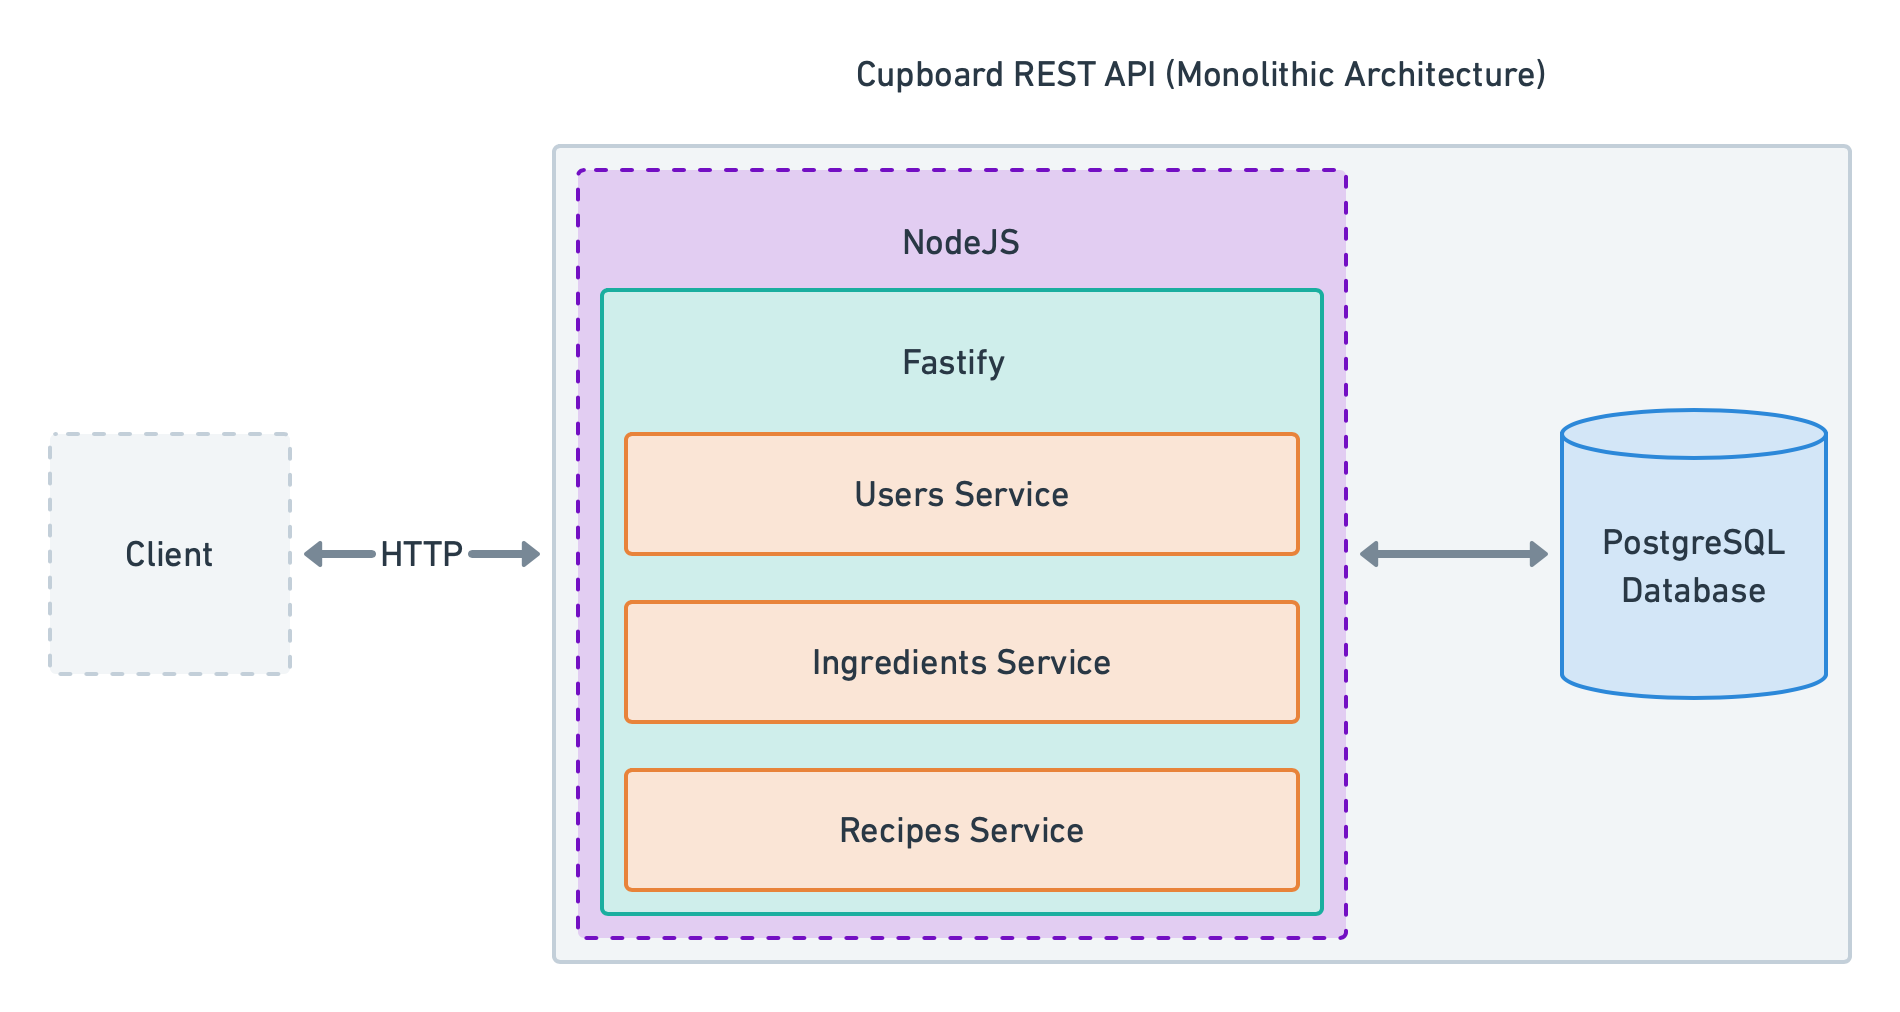 Cupboard REST API (Monolithic Architecture)
NodeJS
Fastify
Users Service
Client
HTTP
PostgreSQL
Database
Ingredients Service
Recipes Service